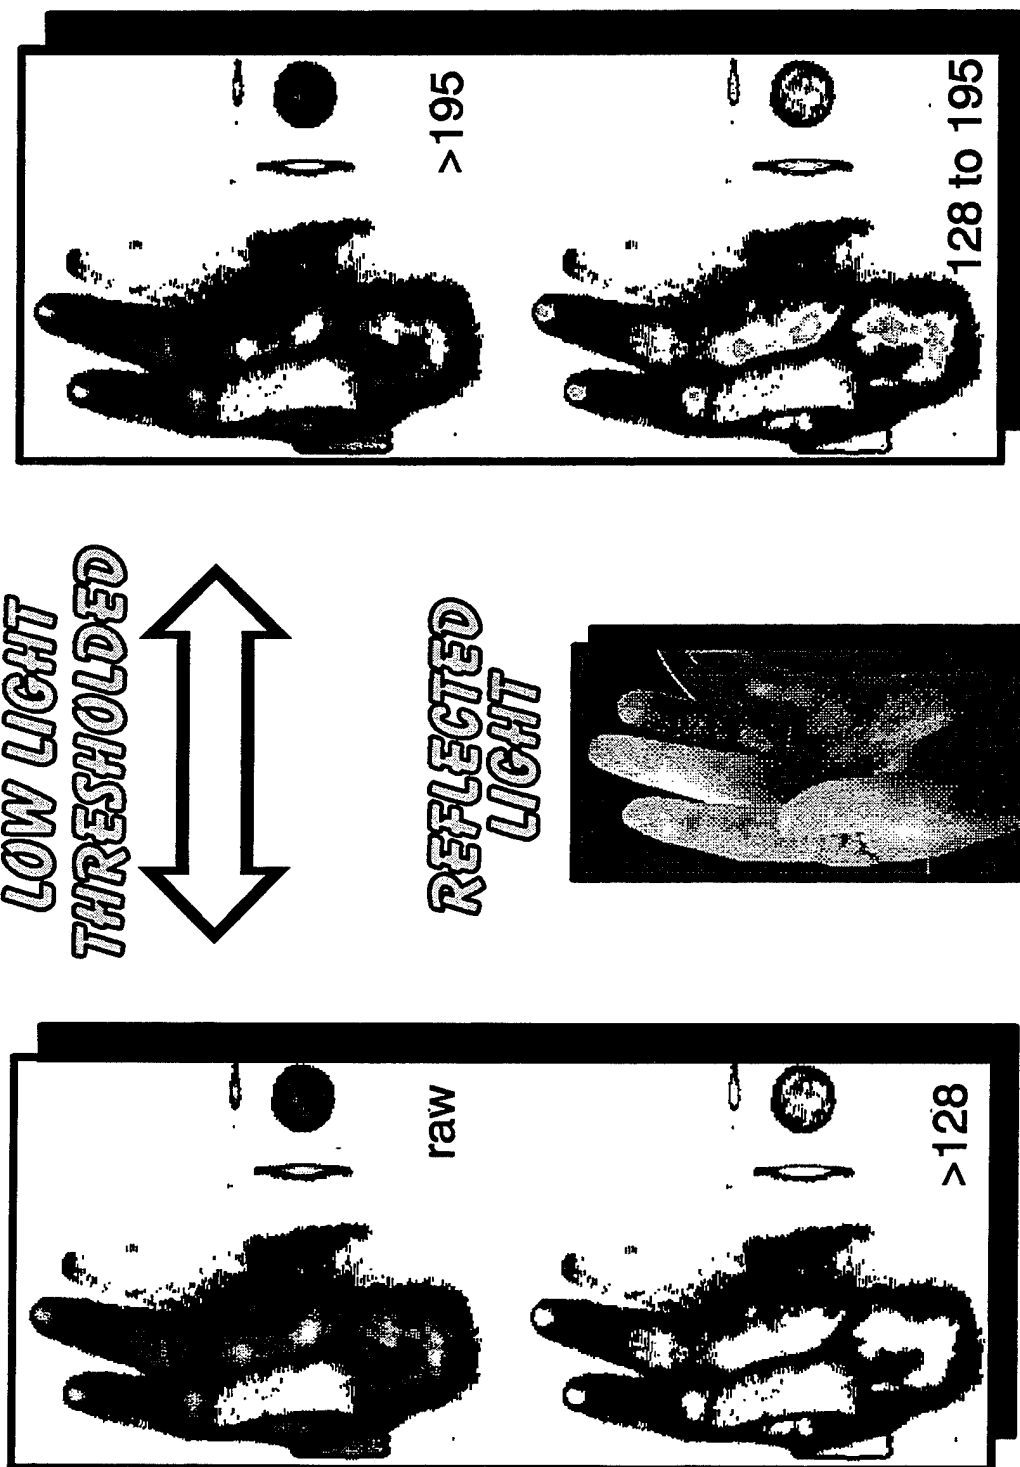 LOW LIGHT
THRESHOLDED
REFLECTED
LIGHT
raw
>195
>128
128 to 195